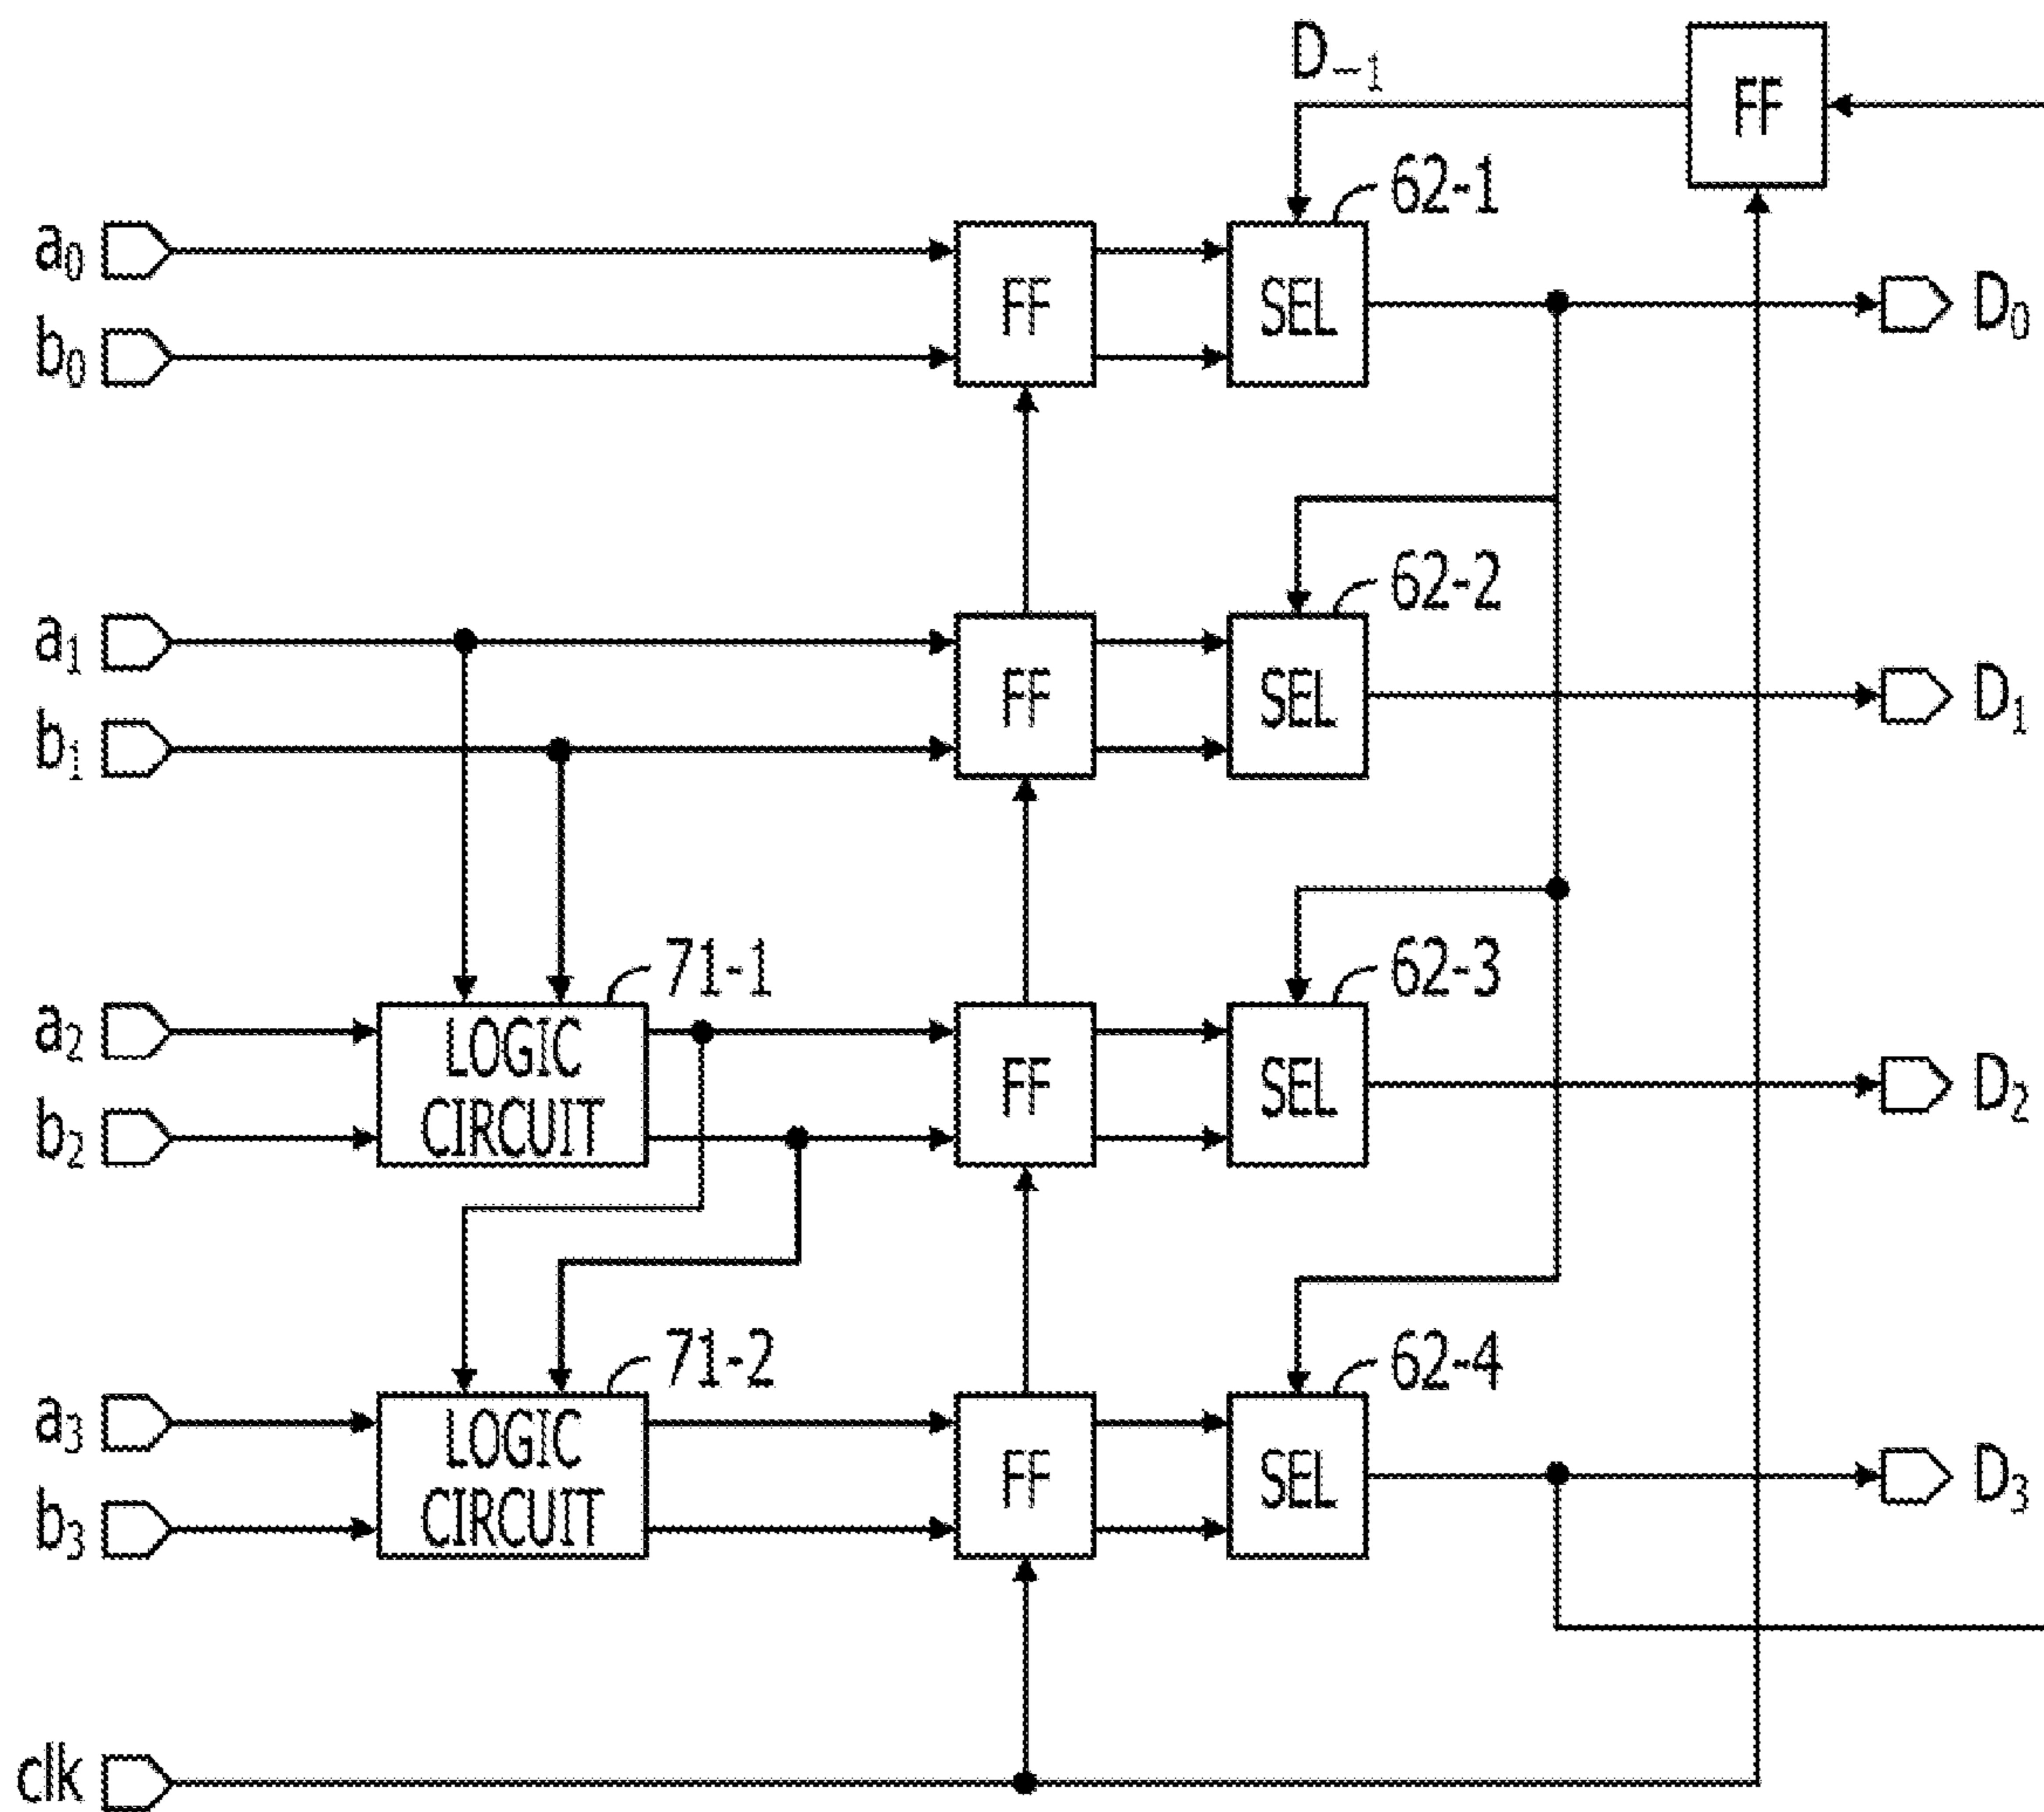 D₋₁
FF
62-1
a₀
FF
SEL
D₀
b₀
62-2
a₁
FF
SEL
D₁
b₁
71-1
62-3
a₂
LOGIC
CIRCUIT
FF
SEL
D₂
b₂
71-2
62-4
a₃
LOGIC
CIRCUIT
FF
SEL
D₃
b₃
clk